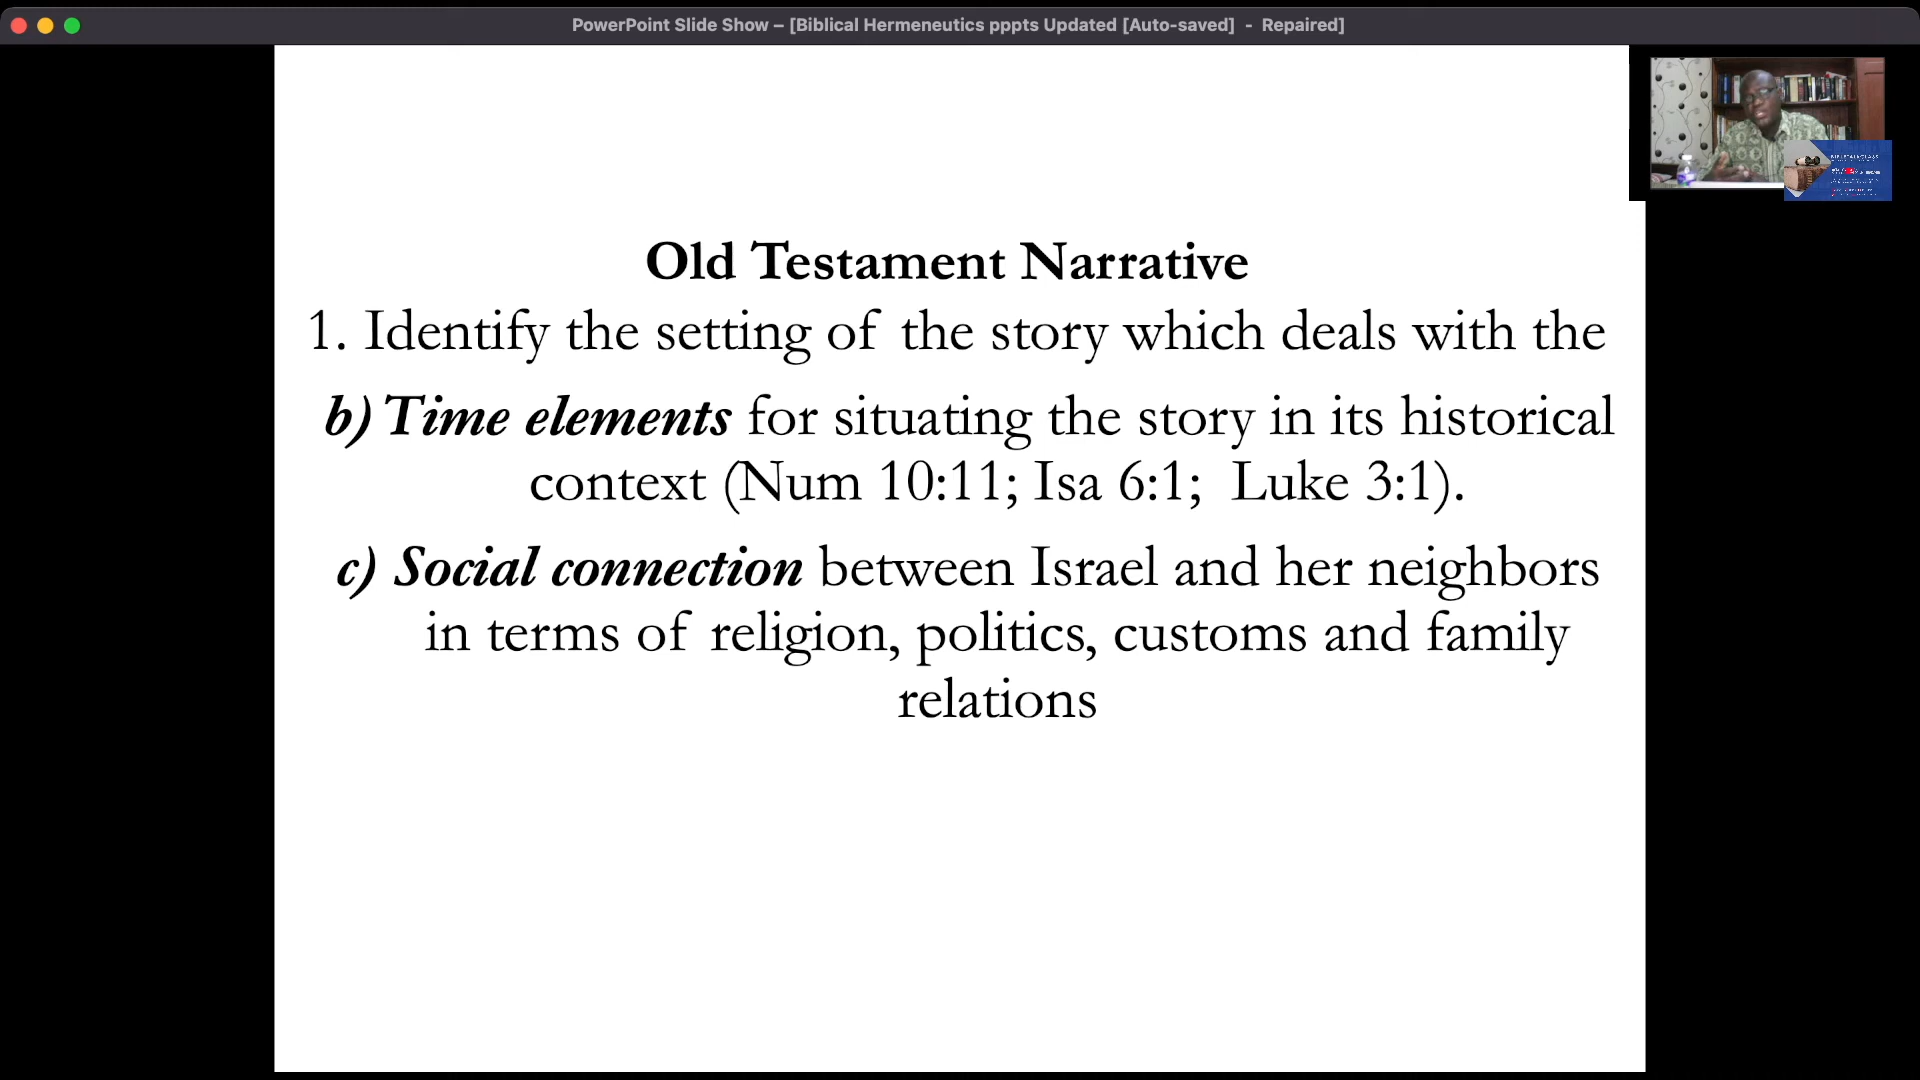 PowerPoint Slide Show – [Biblical Hermeneutics pppts Updated [Auto-saved]  -  Repaired]
Old Testament Narrative
1. Identify the setting of the story which deals with the
b) Time elements for situating the story in its historical
context (Num 10:11; Isa 6:1;  Luke 3:1).
c) Social connection between Israel and her neighbors
in terms of religion, politics, customs and family
relations